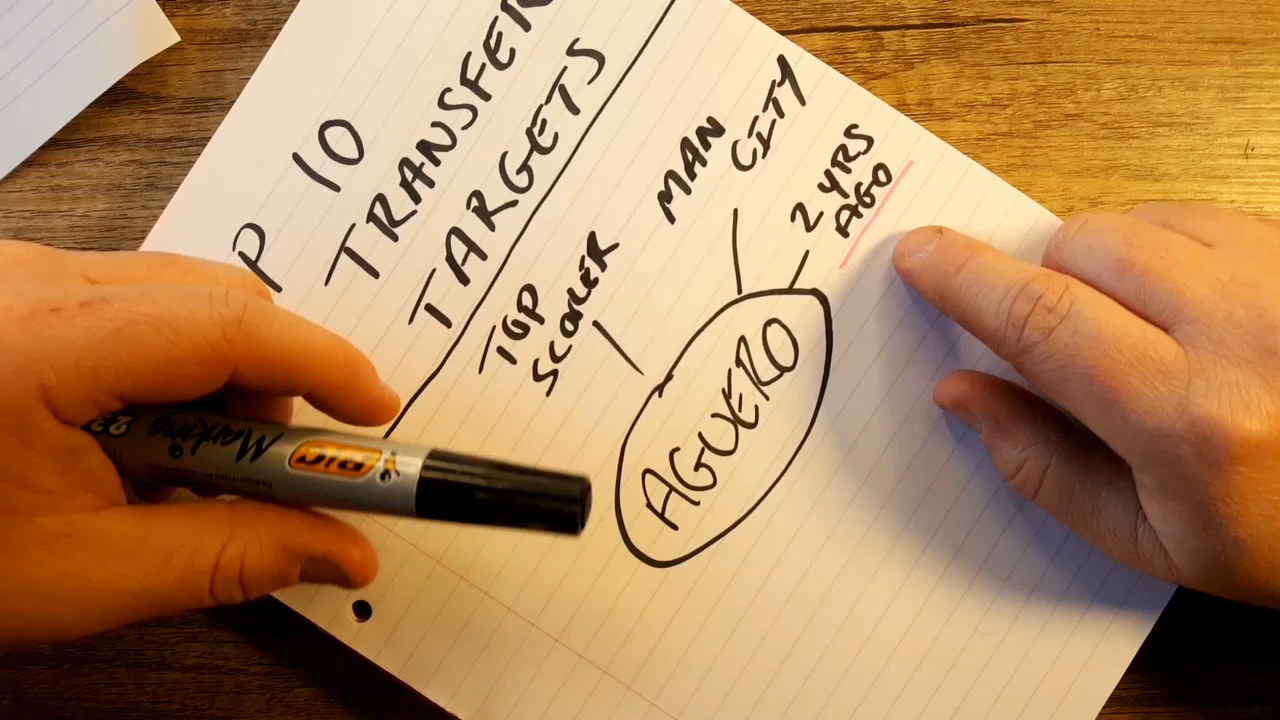 P 10
TRANSFER
TARGETS
TOP
SCORER
MAN
CITY
2 YRS
AGO
AGUERO
BIC
Marking